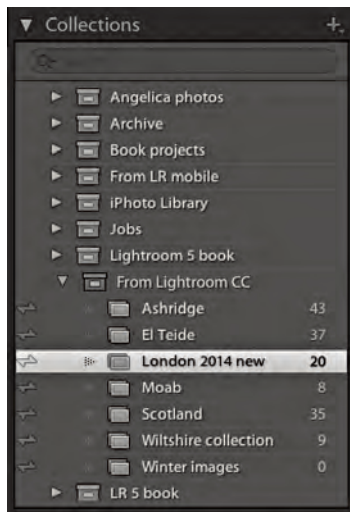 Collections
Angelica photos
Archive
Book projects
From LR mobile
iPhoto Library
Jobs
Lightroom 5 book
From Lightroom CC
Ashridge 43
El Teide 37
London 2014 new 20
Moab 8
Scotland 35
Wiltshire collection 9
Winter images 0
LR 5 book